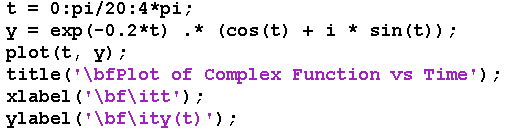 t = 0:pi/20:4*pi;
y = exp(-0.2*t) .* (cos(t) + i * sin(t));
plot(t, y);
title('\bfPlot of Complex Function vs Time');
xlabel('\bf\itt');
ylabel('\bf\ity(t)');